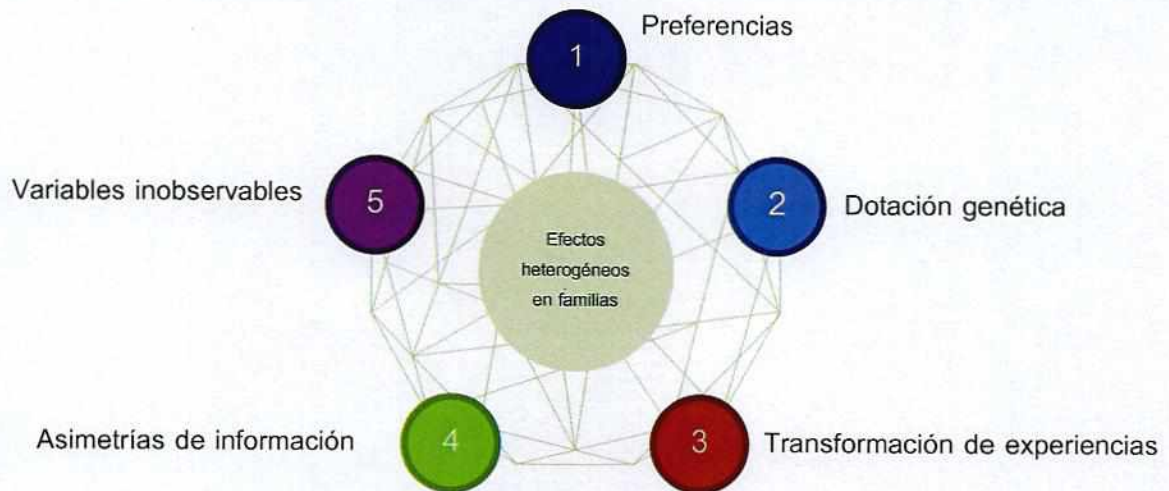 1
Preferencias
2
Dotación genética
3
Transformación de experiencias
4
Asimetrías de información
5
Variables inobservables
Efectos
heterogéneos
en familias